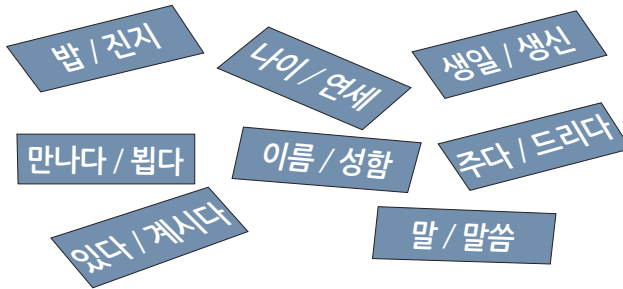 밥 / 진지
나이 / 연세
생일 / 생신
만나다 / 뵙다
이름 / 성함
주다 / 드리다
있다 / 계시다
말 / 말씀